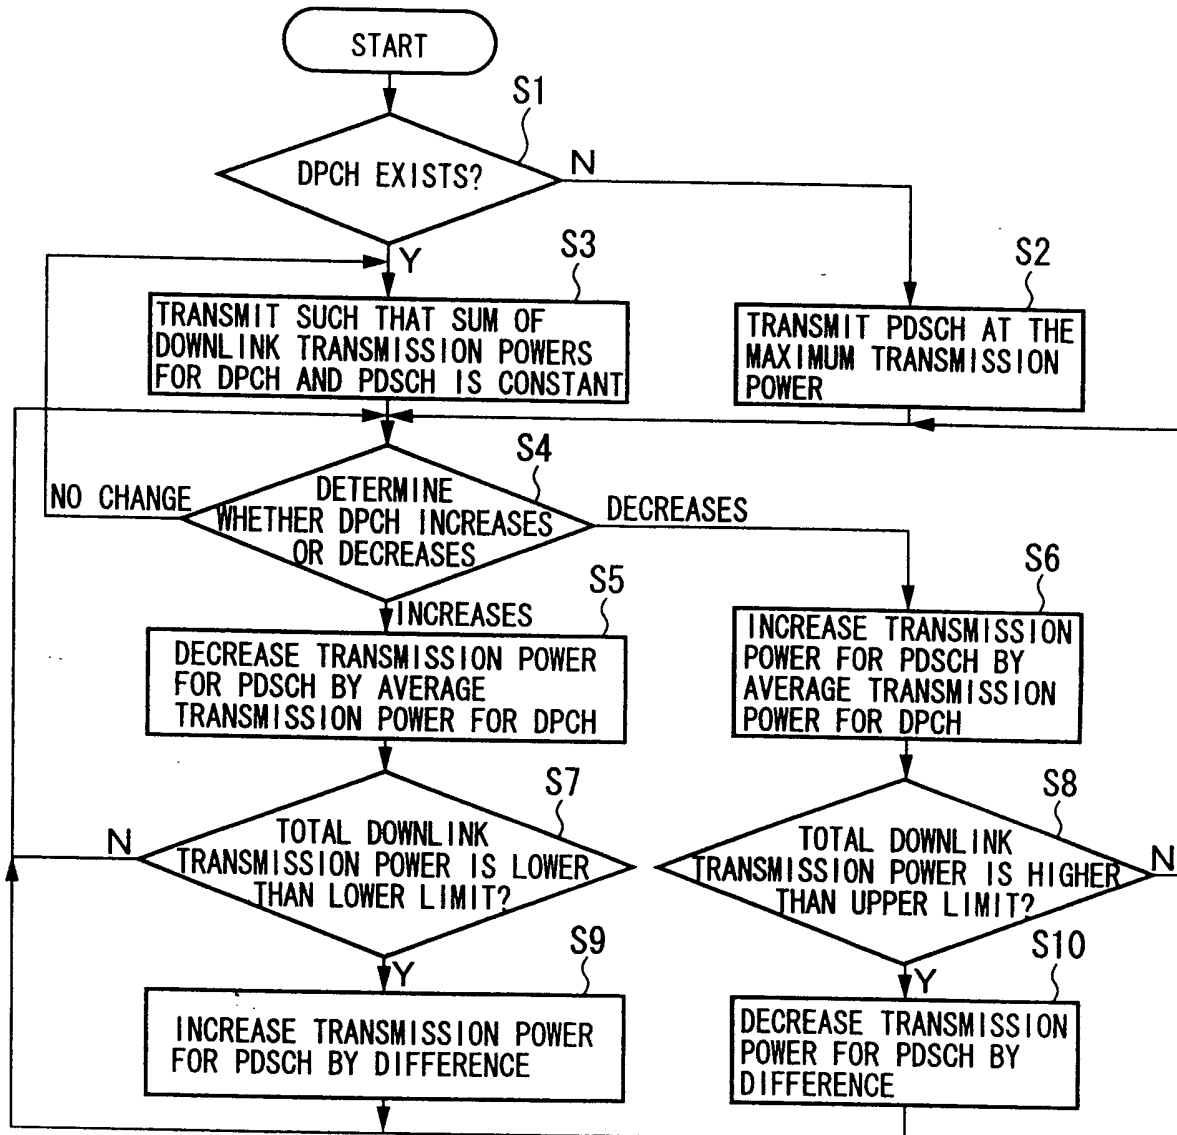 START
S1
DPCH EXISTS?
N
Y
S3
TRANSMIT SUCH THAT SUM OF
DOWNLINK TRANSMISSION POWERS
FOR DPCH AND PDSCH IS CONSTANT
S2
TRANSMIT PDSCH AT THE
MAXIMUM TRANSMISSION
POWER
S4
DETERMINE
WHETHER DPCH INCREASES
OR DECREASES
NO CHANGE
DECREASES
INCREASES
S5
DECREASE TRANSMISSION POWER
FOR PDSCH BY AVERAGE
TRANSMISSION POWER FOR DPCH
S6
INCREASE TRANSMISSION
POWER FOR PDSCH BY
AVERAGE TRANSMISSION
POWER FOR DPCH
S7
TOTAL DOWNLINK
TRANSMISSION POWER IS LOWER
THAN LOWER LIMIT?
N
Y
S8
TOTAL DOWNLINK
TRANSMISSION POWER IS HIGHER
THAN UPPER LIMIT?
N
Y
S9
INCREASE TRANSMISSION POWER
FOR PDSCH BY DIFFERENCE
S10
DECREASE TRANSMISSION
POWER FOR PDSCH BY
DIFFERENCE